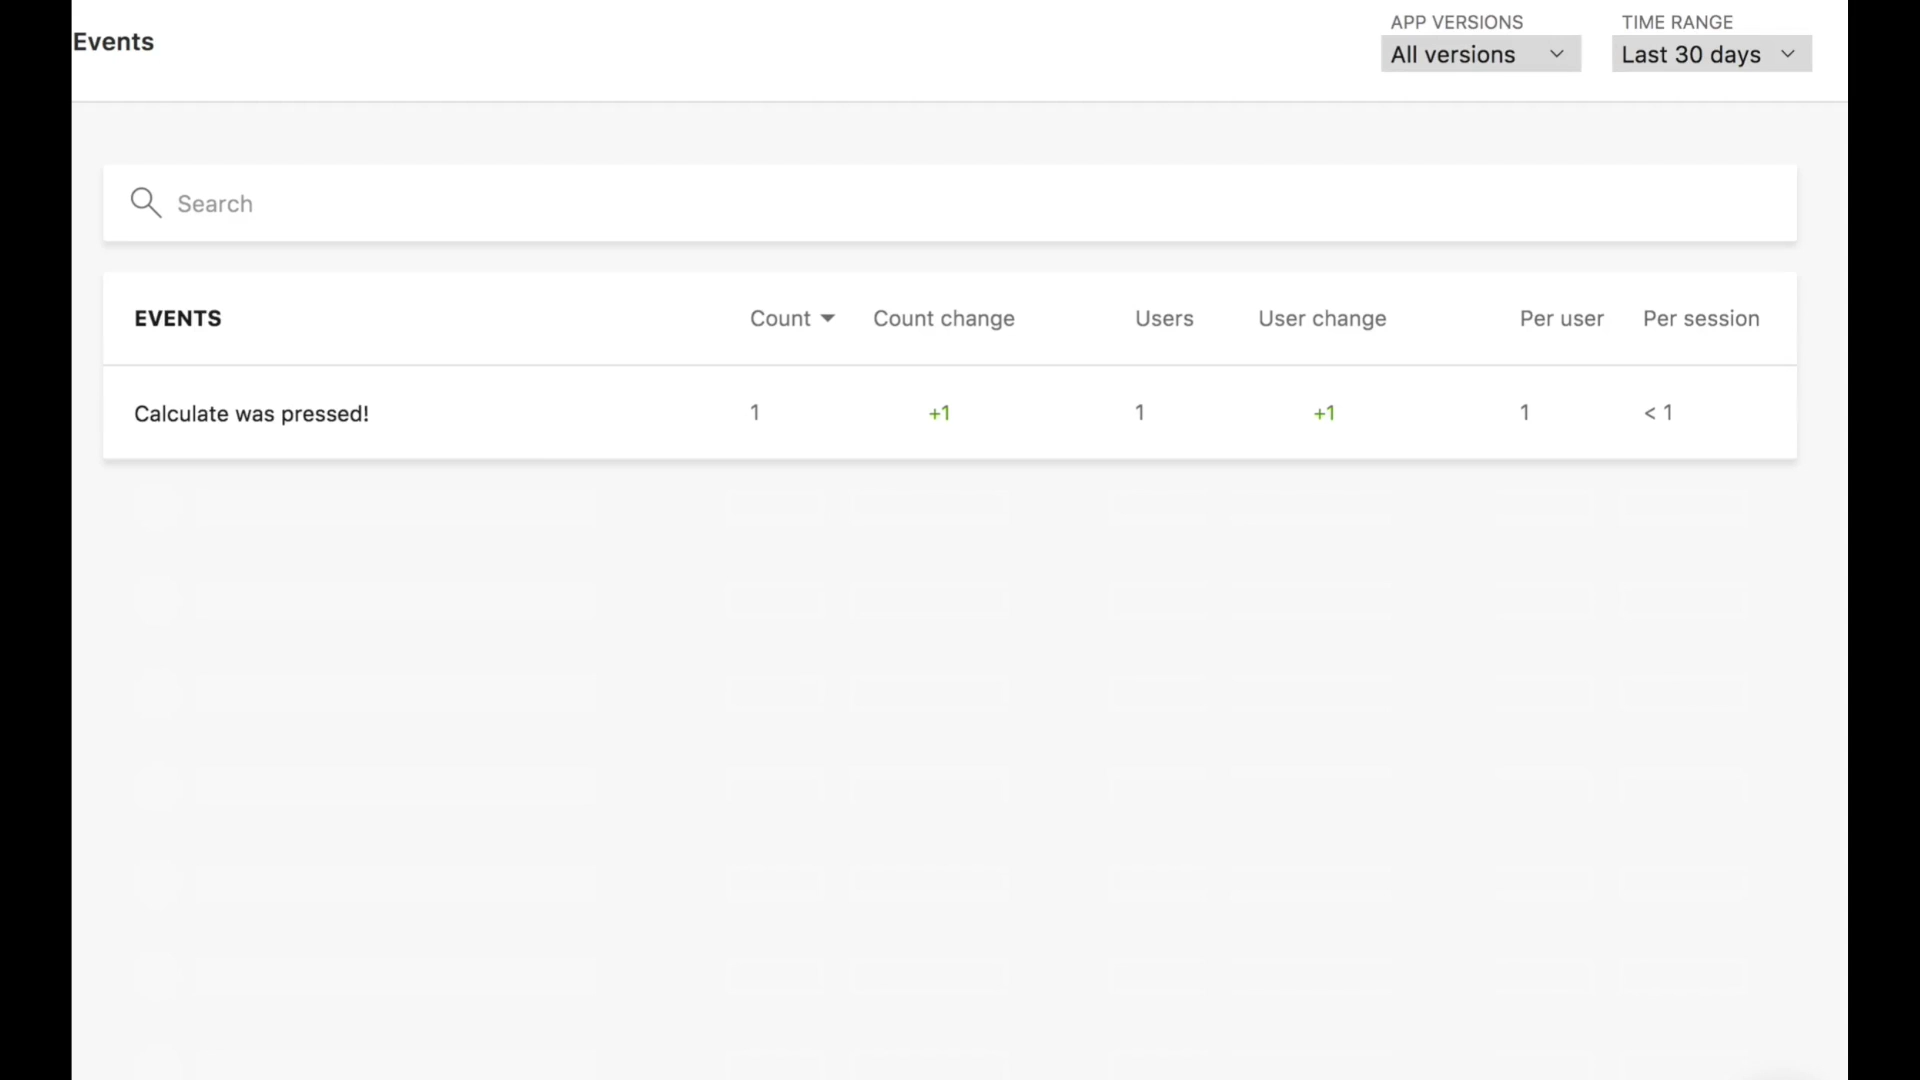 Events
APP VERSIONS
All versions
TIME RANGE
Last 30 days
Search
EVENTS Count Count change Users User change Per user Per session
Calculate was pressed! 1 +1 1 +1 1 < 1